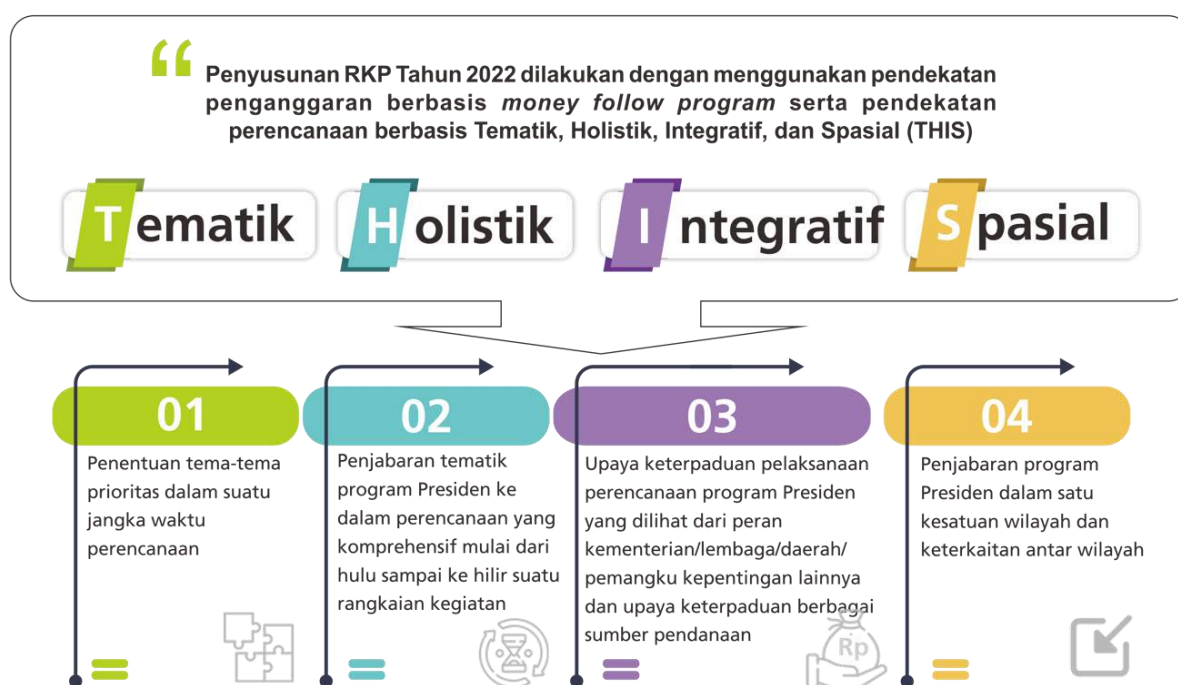 Penyusunan RKP Tahun 2022 dilakukan dengan menggunakan pendekatan
penganggaran berbasis money follow program serta pendekatan
perencanaan berbasis Tematik, Holistik, Integratif, dan Spasial (THIS)
Tematik
Holistik
Integratif
Spasial
01
Penentuan tema-tema
prioritas dalam suatu
jangka waktu
perencanaan
02
Penjabaran tematik
program Presiden ke
dalam perencanaan yang
komprehensif mulai dari
hulu sampai ke hilir suatu
rangkaian kegiatan
03
Upaya keterpaduan pelaksanaan
perencanaan program Presiden
yang dilihat dari peran
kementerian/lembaga/daerah/
pemangku kepentingan lainnya
dan upaya keterpaduan berbagai
sumber pendanaan
Rp
04
Penjabaran program
Presiden dalam satu
kesatuan wilayah dan
keterkaitan antar wilayah